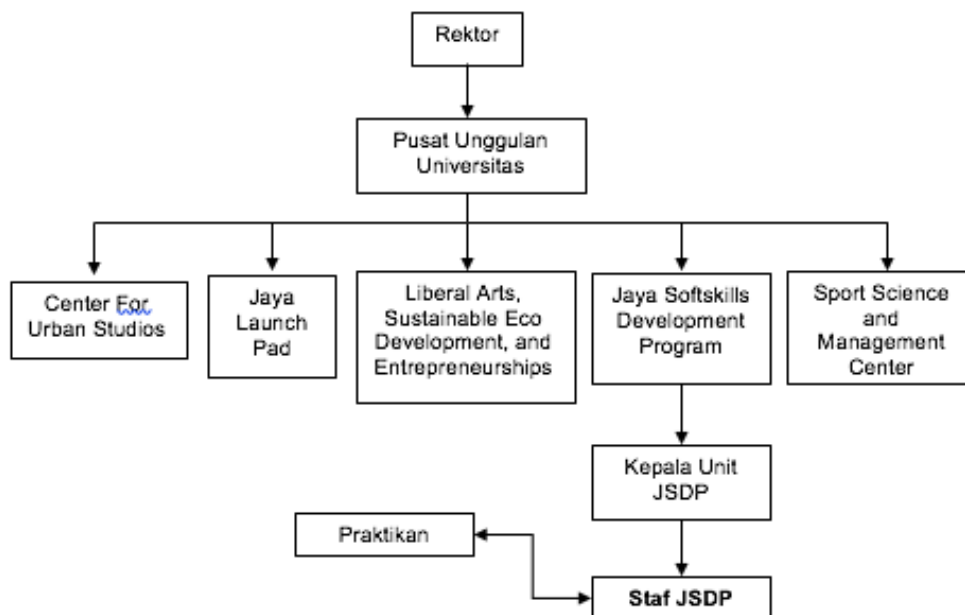 Rektor
Pusat Unggulan
Universitas
Center For
Urban Studios
Jaya
Launch
Pad
Liberal Arts,
Sustainable Eco
Development, and
Entrepreneurships
Jaya Softskills
Development
Program
Sport Science
and
Management
Center
Kepala Unit
JSDP
Praktikan
Staf JSDP